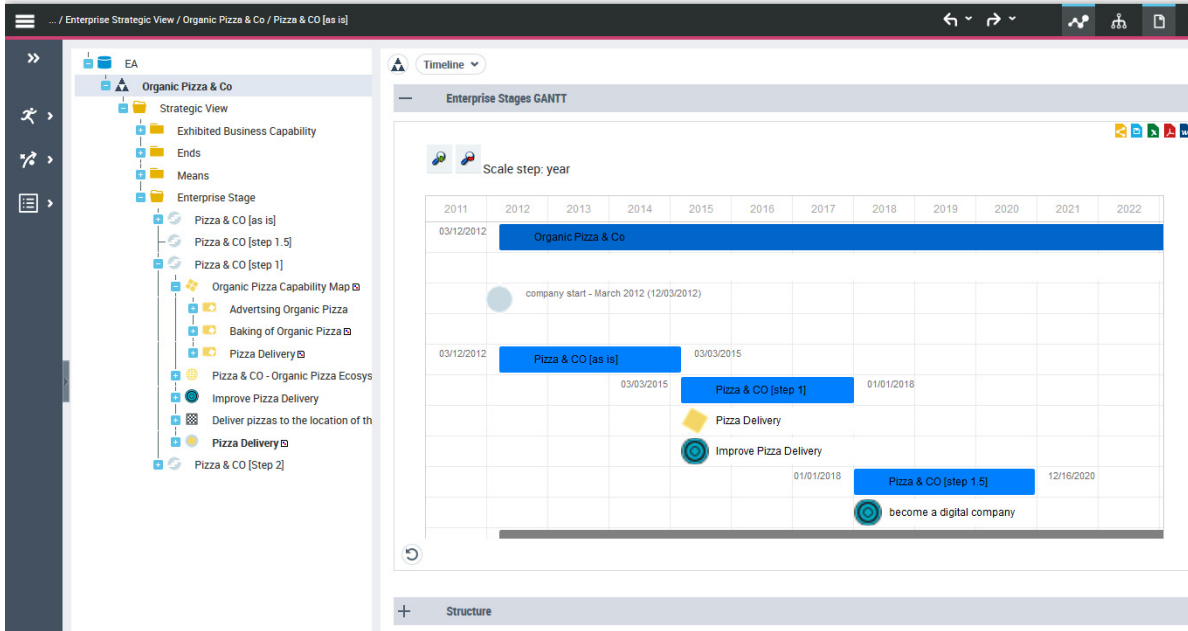 ... / Enterprise Strategic View / Organic Pizza & Co / Pizza & CO [as is]
EA
Organic Pizza & Co
Strategic View
Exhibited Business Capability
Ends
Means
Enterprise Stage
Pizza & CO [as is]
Pizza & CO [step 1.5]
Pizza & CO [step 1]
Organic Pizza Capability Map
Advertsing Organic Pizza
Baking of Organic Pizza
Pizza Delivery
Pizza & CO - Organic Pizza Ecosys
Improve Pizza Delivery
Deliver pizzas to the location of th
Pizza Delivery
Pizza & CO [Step 2]
Timeline
Enterprise Stages GANTT
Scale step: year
2011 2012 2013 2014 2015 2016 2017 2018 2019 2020 2021 2022
03/12/2012 Organic Pizza & Co
company start - March 2012 (12/03/2012)
03/12/2012 Pizza & CO [as is] 03/03/2015
03/03/2015 Pizza & CO [step 1] 01/01/2018
Pizza Delivery
Improve Pizza Delivery
01/01/2018 Pizza & CO [step 1.5] 12/16/2020
become a digital company
Structure